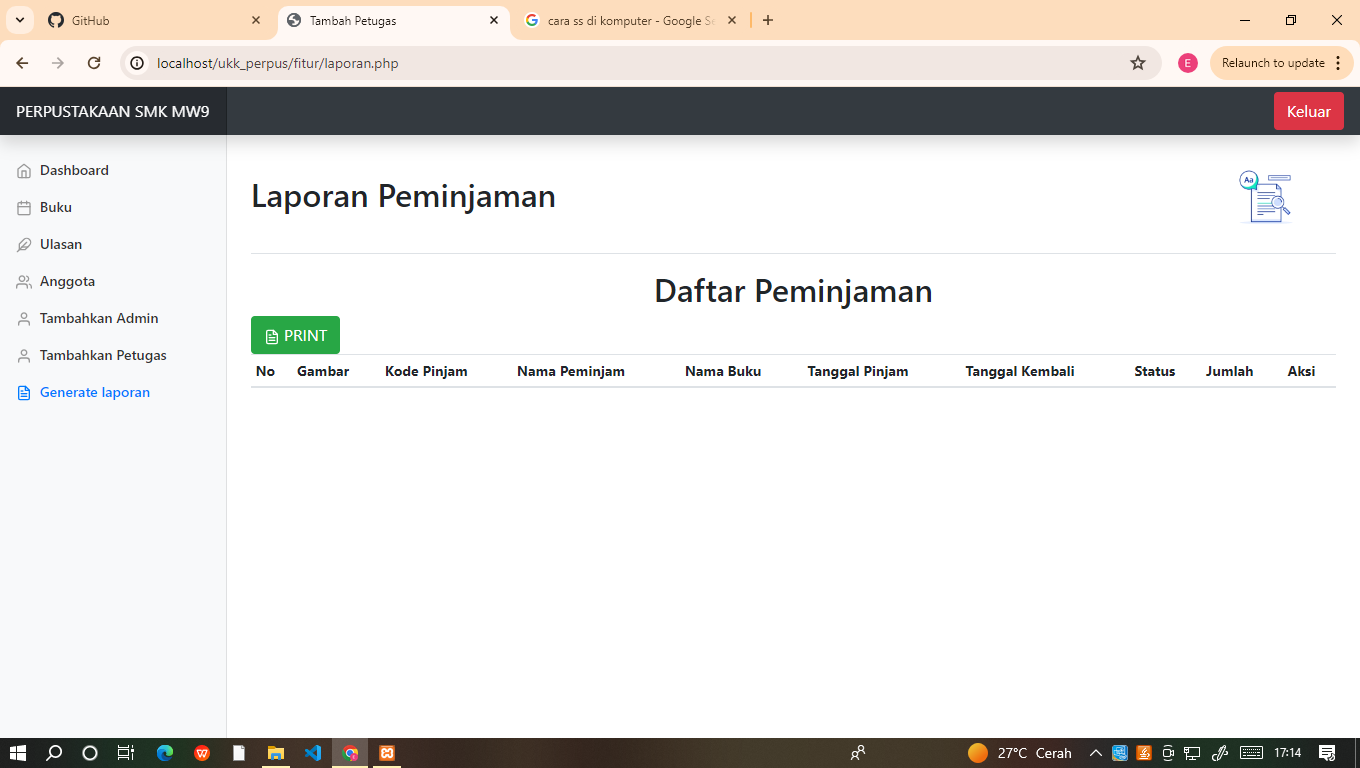 GitHub
Tambah Petugas
cara ss di komputer - Google Se
localhost/ukk_perpus/fitur/laporan.php
E
Relaunch to update
PERPUSTAKAAN SMK MW9
Keluar
Dashboard
Buku
Ulasan
Anggota
Tambahkan Admin
Tambahkan Petugas
Generate laporan
Laporan Peminjaman
Aa
Daftar Peminjaman
PRINT
No Gambar Kode Pinjam Nama Peminjam Nama Buku Tanggal Pinjam Tanggal Kembali Status Jumlah Aksi
27°C Cerah
17:14